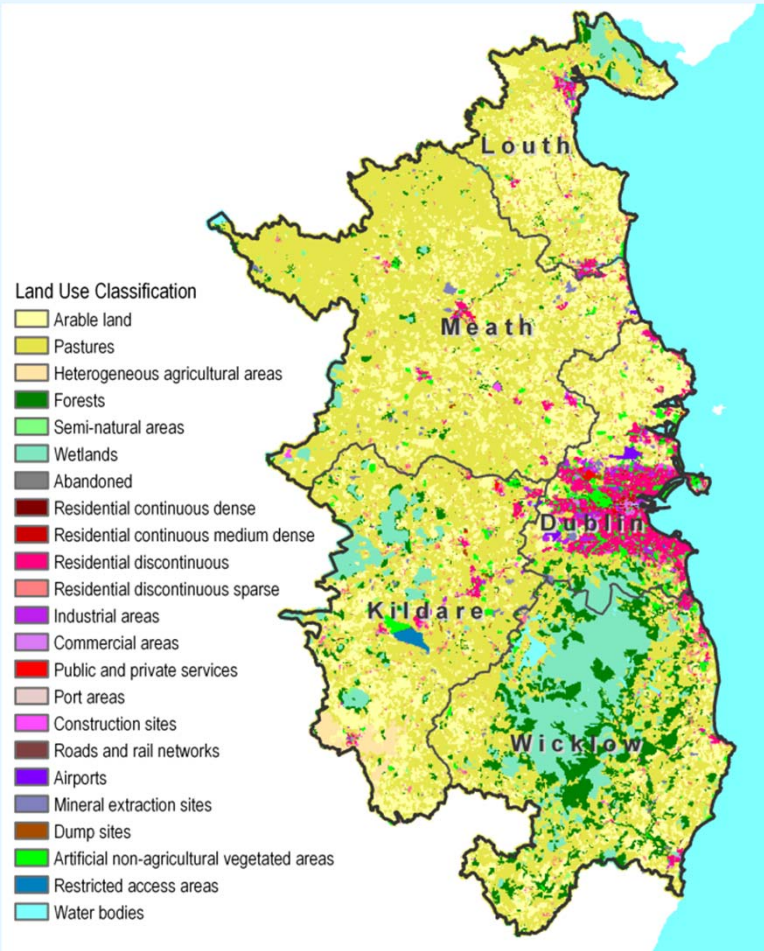 Louth
Land Use Classification
Arable land
Meath
Pastures
Heterogeneous agricultural areas
Forests
Semi-natural areas
Wetlands
Abandoned
Residential continuous dense
Dublin
Residential continuous medium dense
Residential discontinuous
Residential discontinuous sparse
Kildare
Industrial areas
Commercial areas
Public and private services
Port areas
Construction sites
Wicklow
Roads and rail networks
Airports
Mineral extraction sites
Dump sites
Artificial non-agricultural vegetated areas
Restricted access areas
Water bodies